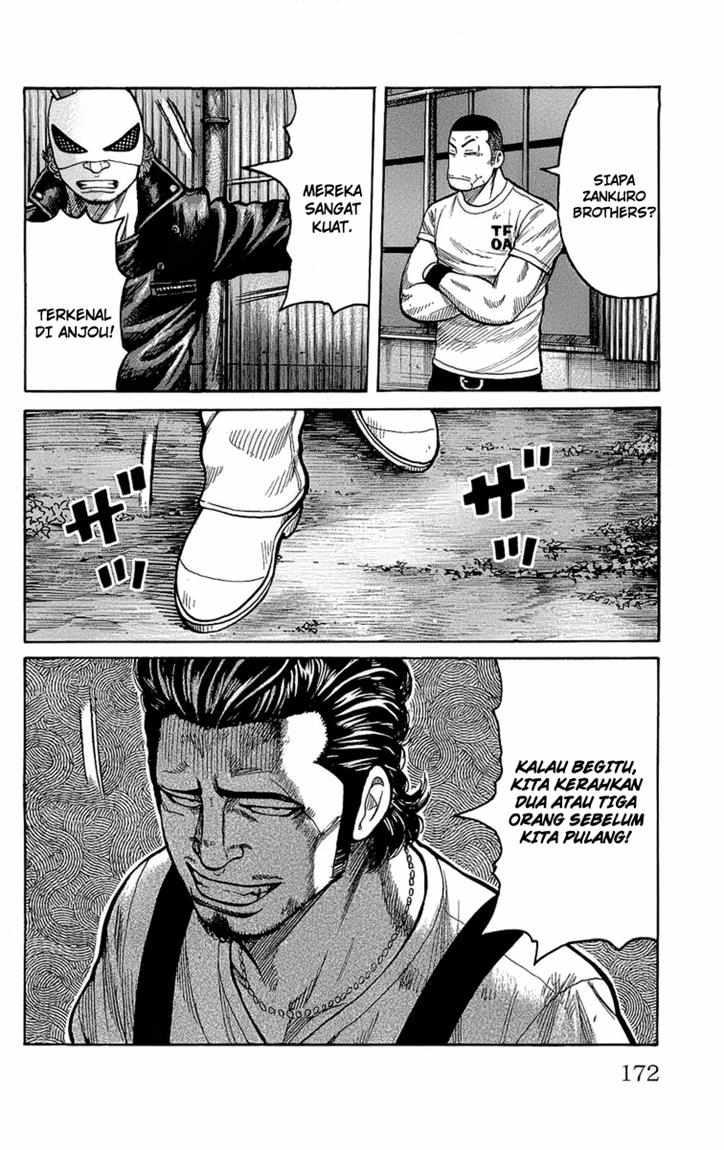 SIAPA
ZANKURO
BROTHERS?
TF
OA
MEREKA
SANGAT
KUAT.
TERKENAL
DI ANJOU!
ザッ
ザッ
KALAU BEGITU,
KITA KERAHKAN
DUA ATAU TIGA
ORANG SEBELUM
KITA PULANG!
172